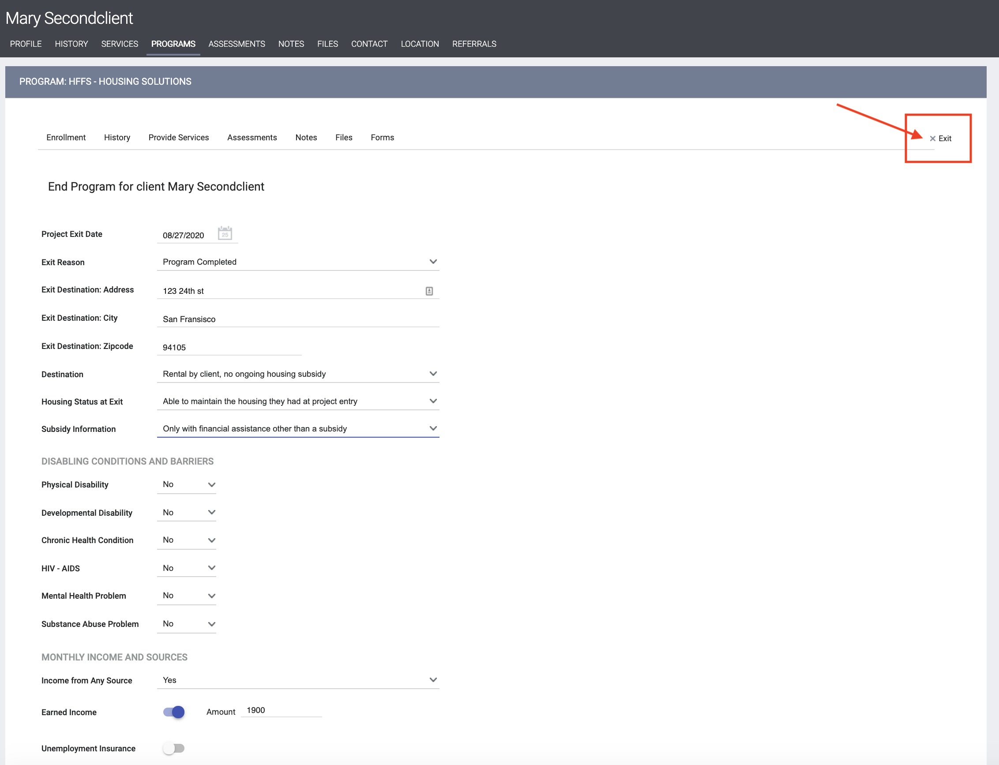 Mary Secondclient
PROFILE HISTORY SERVICES PROGRAMS ASSESSMENTS NOTES FILES CONTACT LOCATION REFERRALS
PROGRAM: HFFS - HOUSING SOLUTIONS
Enrollment History Provide Services Assessments Notes Files Forms Exit
End Program for client Mary Secondclient
Project Exit Date 08/27/2020 25
Exit Reason Program Completed
Exit Destination: Address 123 24th st
Exit Destination: City San Fransisco
Exit Destination: Zipcode 94105
Destination Rental by client, no ongoing housing subsidy
Housing Status at Exit Able to maintain the housing they had at project entry
Subsidy Information Only with financial assistance other than a subsidy
DISABLING CONDITIONS AND BARRIERS
Physical Disability No
Developmental Disability No
Chronic Health Condition No
HIV - AIDS No
Mental Health Problem No
Substance Abuse Problem No
MONTHLY INCOME AND SOURCES
Income from Any Source Yes
Earned Income Amount 1900
Unemployment Insurance